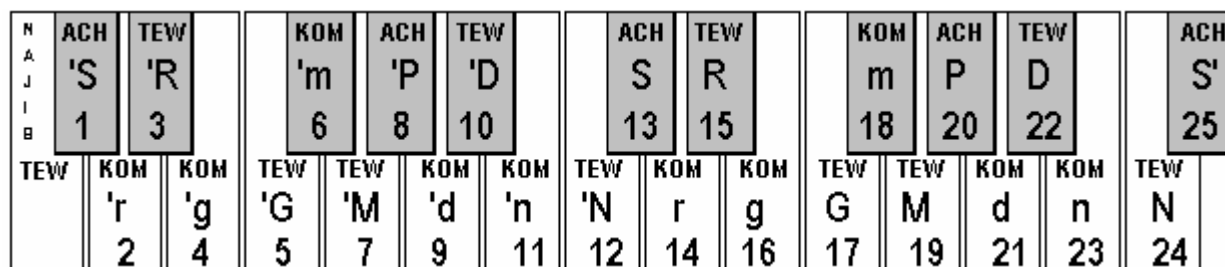 NAJIB
ACH TEW KOM ACH TEW ACH TEW KOM ACH TEW ACH
'S 'R 'm 'P 'D S R m P D S'
1 3 6 8 10 13 15 18 20 22 25
TEW KOM KOM TEW TEW KOM KOM TEW KOM KOM TEW TEW KOM KOM TEW
'r 'g 'G 'M 'd 'n 'N r g G M d n N
2 4 5 7 9 11 12 14 16 17 19 21 23 24